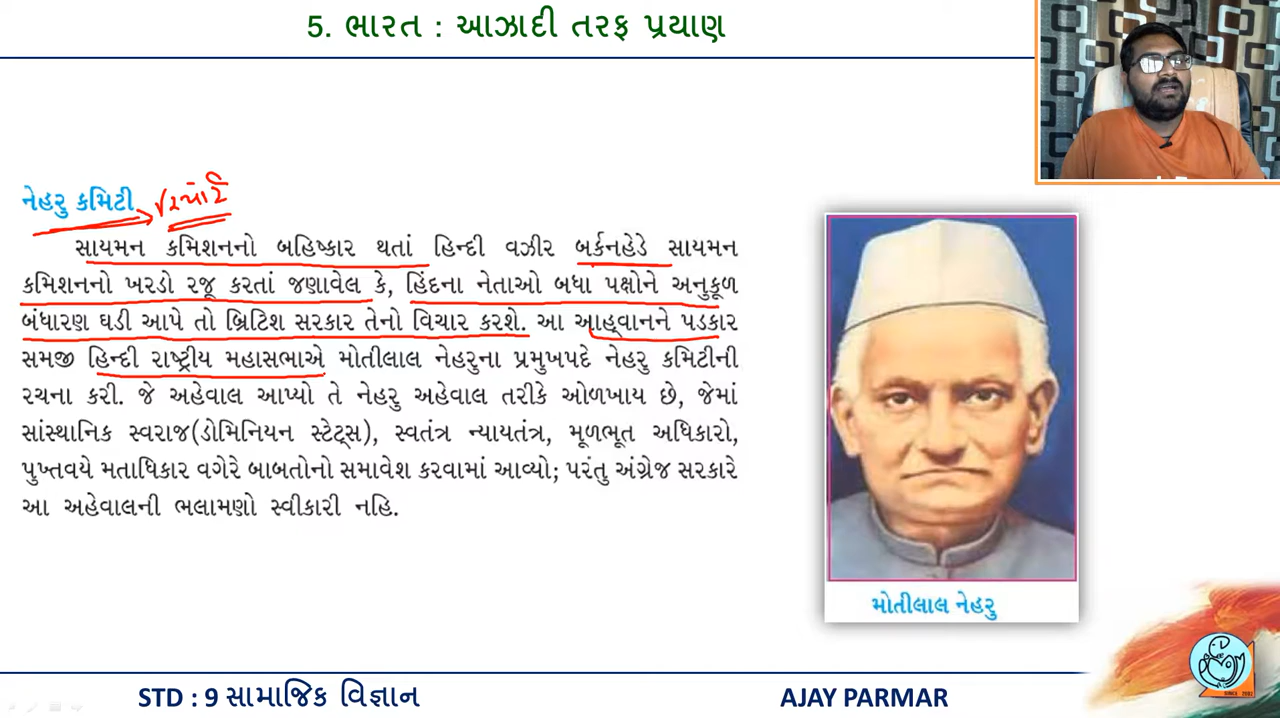 5. ભારત : આઝાદી તરફ પ્રયાણ
નેહરુ કમિટી
સાયમન કમિશનનો બહિષ્કાર થતાં હિન્દી વઝીર બર્કનહેડે સાયમન
કમિશનનો ખરડો રજૂ કરતાં જણાવેલ કે, હિંદના નેતાઓ બધા પક્ષોને અનુકૂળ
બંધારણ ઘડી આપે તો બ્રિટિશ સરકાર તેનો વિચાર કરશે. આ આહ્‌વાનને પડકાર
સમજી હિન્દી રાષ્ટ્રીય મહાસભાએ મોતીલાલ નેહરુના પ્રમુખપદે નેહરુ કમિટીની
રચના કરી. જે અહેવાલ આપ્યો તે નેહરુ અહેવાલ તરીકે ઓળખાય છે, જેમાં
સાંસ્થાનિક સ્વરાજ(ડોમિનિયન સ્ટેટ્સ), સ્વતંત્ર ન્યાયતંત્ર, મૂળભૂત અધિકારો,
પુખ્તવયે મતાધિકાર વગેરે બાબતોનો સમાવેશ કરવામાં આવ્યો; પરંતુ અંગ્રેજ સરકારે
આ અહેવાલની ભલામણો સ્વીકારી નહિ.
મોતીલાલ નેહરુ
STD : 9 સામાજિક વિજ્ઞાન
AJAY PARMAR
SINCE 2001